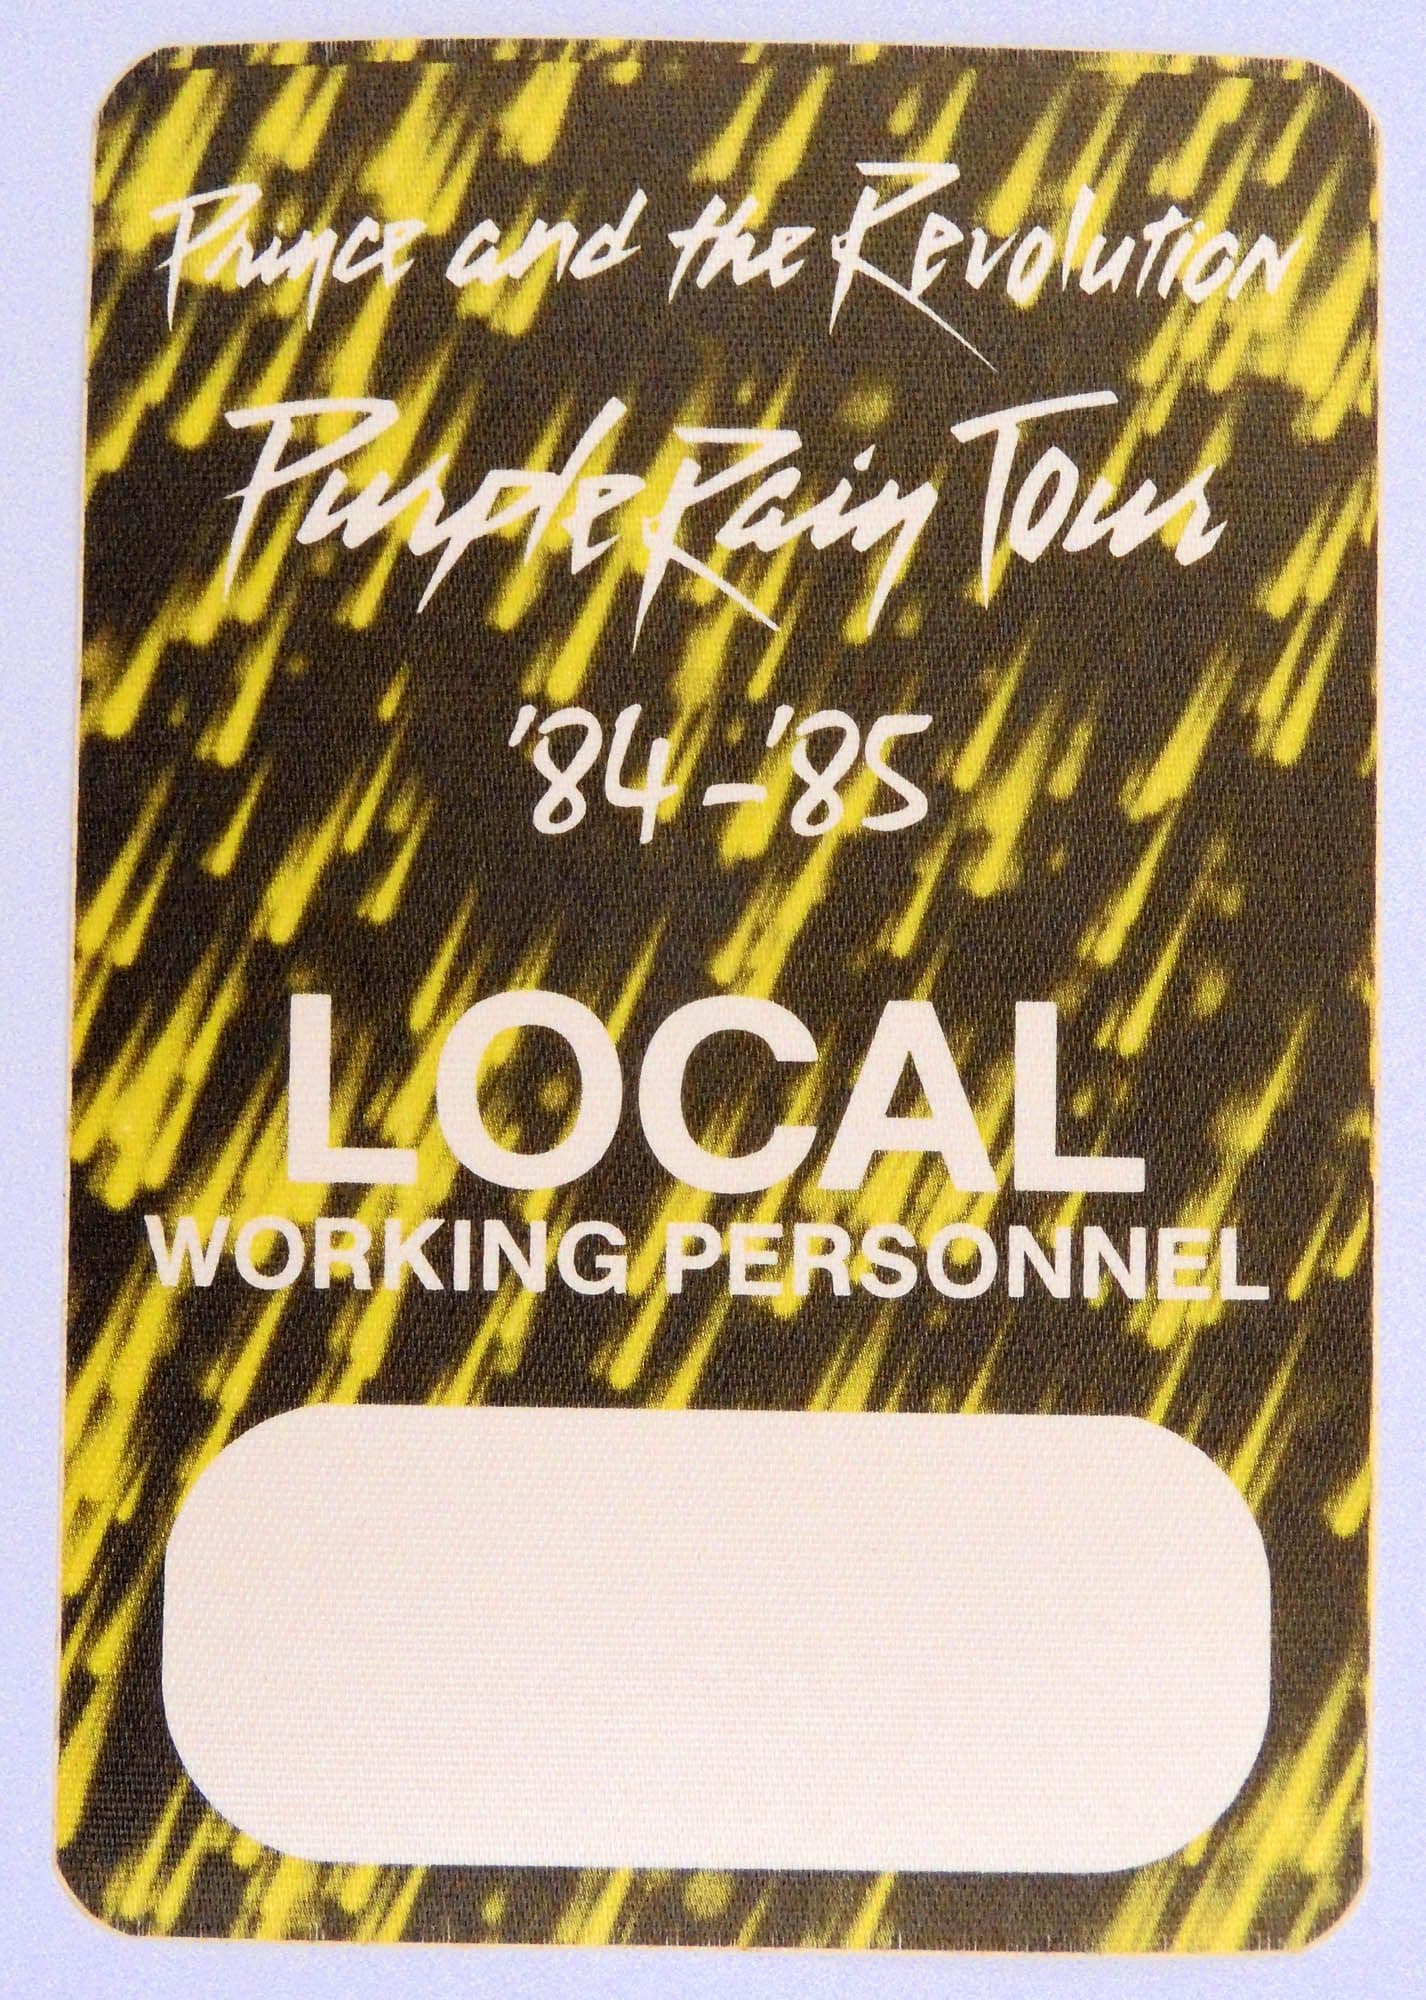 Prince and the Revolution
Purple Rain Tour
'84-'85
LOCAL
WORKING PERSONNEL